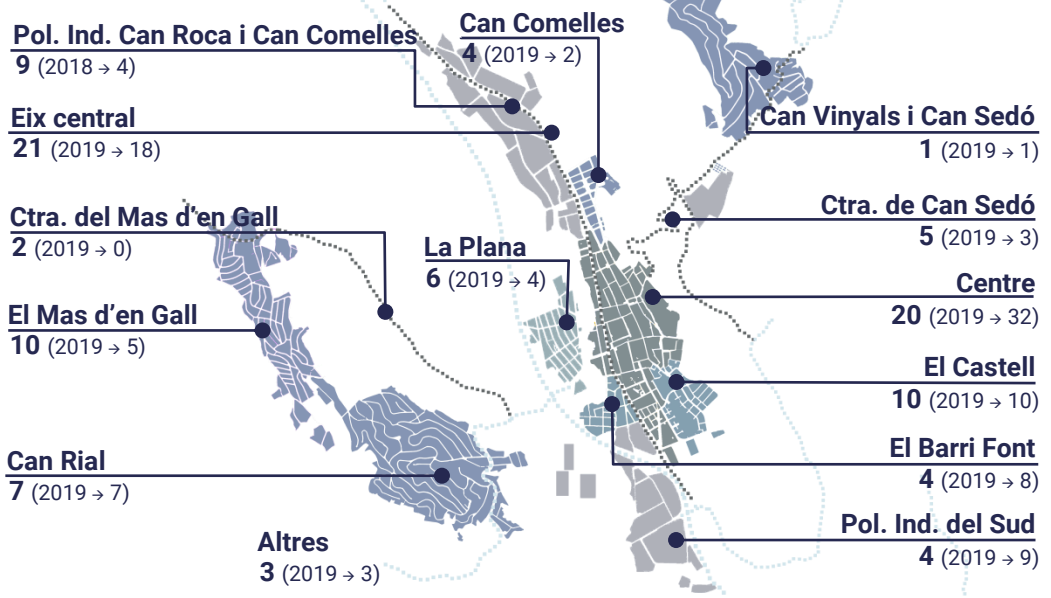 Pol. Ind. Can Roca i Can Comelles
9 (2018 → 4)
Can Comelles
4 (2019 → 2)
Eix central
21 (2019 → 18)
Can Vinyals i Can Sedó
1 (2019 → 1)
Ctra. del Mas d'en Gall
2 (2019 → 0)
La Plana
6 (2019 → 4)
Ctra. de Can Sedó
5 (2019 → 3)
El Mas d'en Gall
10 (2019 → 5)
Centre
20 (2019 → 32)
El Castell
10 (2019 → 10)
Can Rial
7 (2019 → 7)
El Barri Font
4 (2019 → 8)
Altres
3 (2019 → 3)
Pol. Ind. del Sud
4 (2019 → 9)